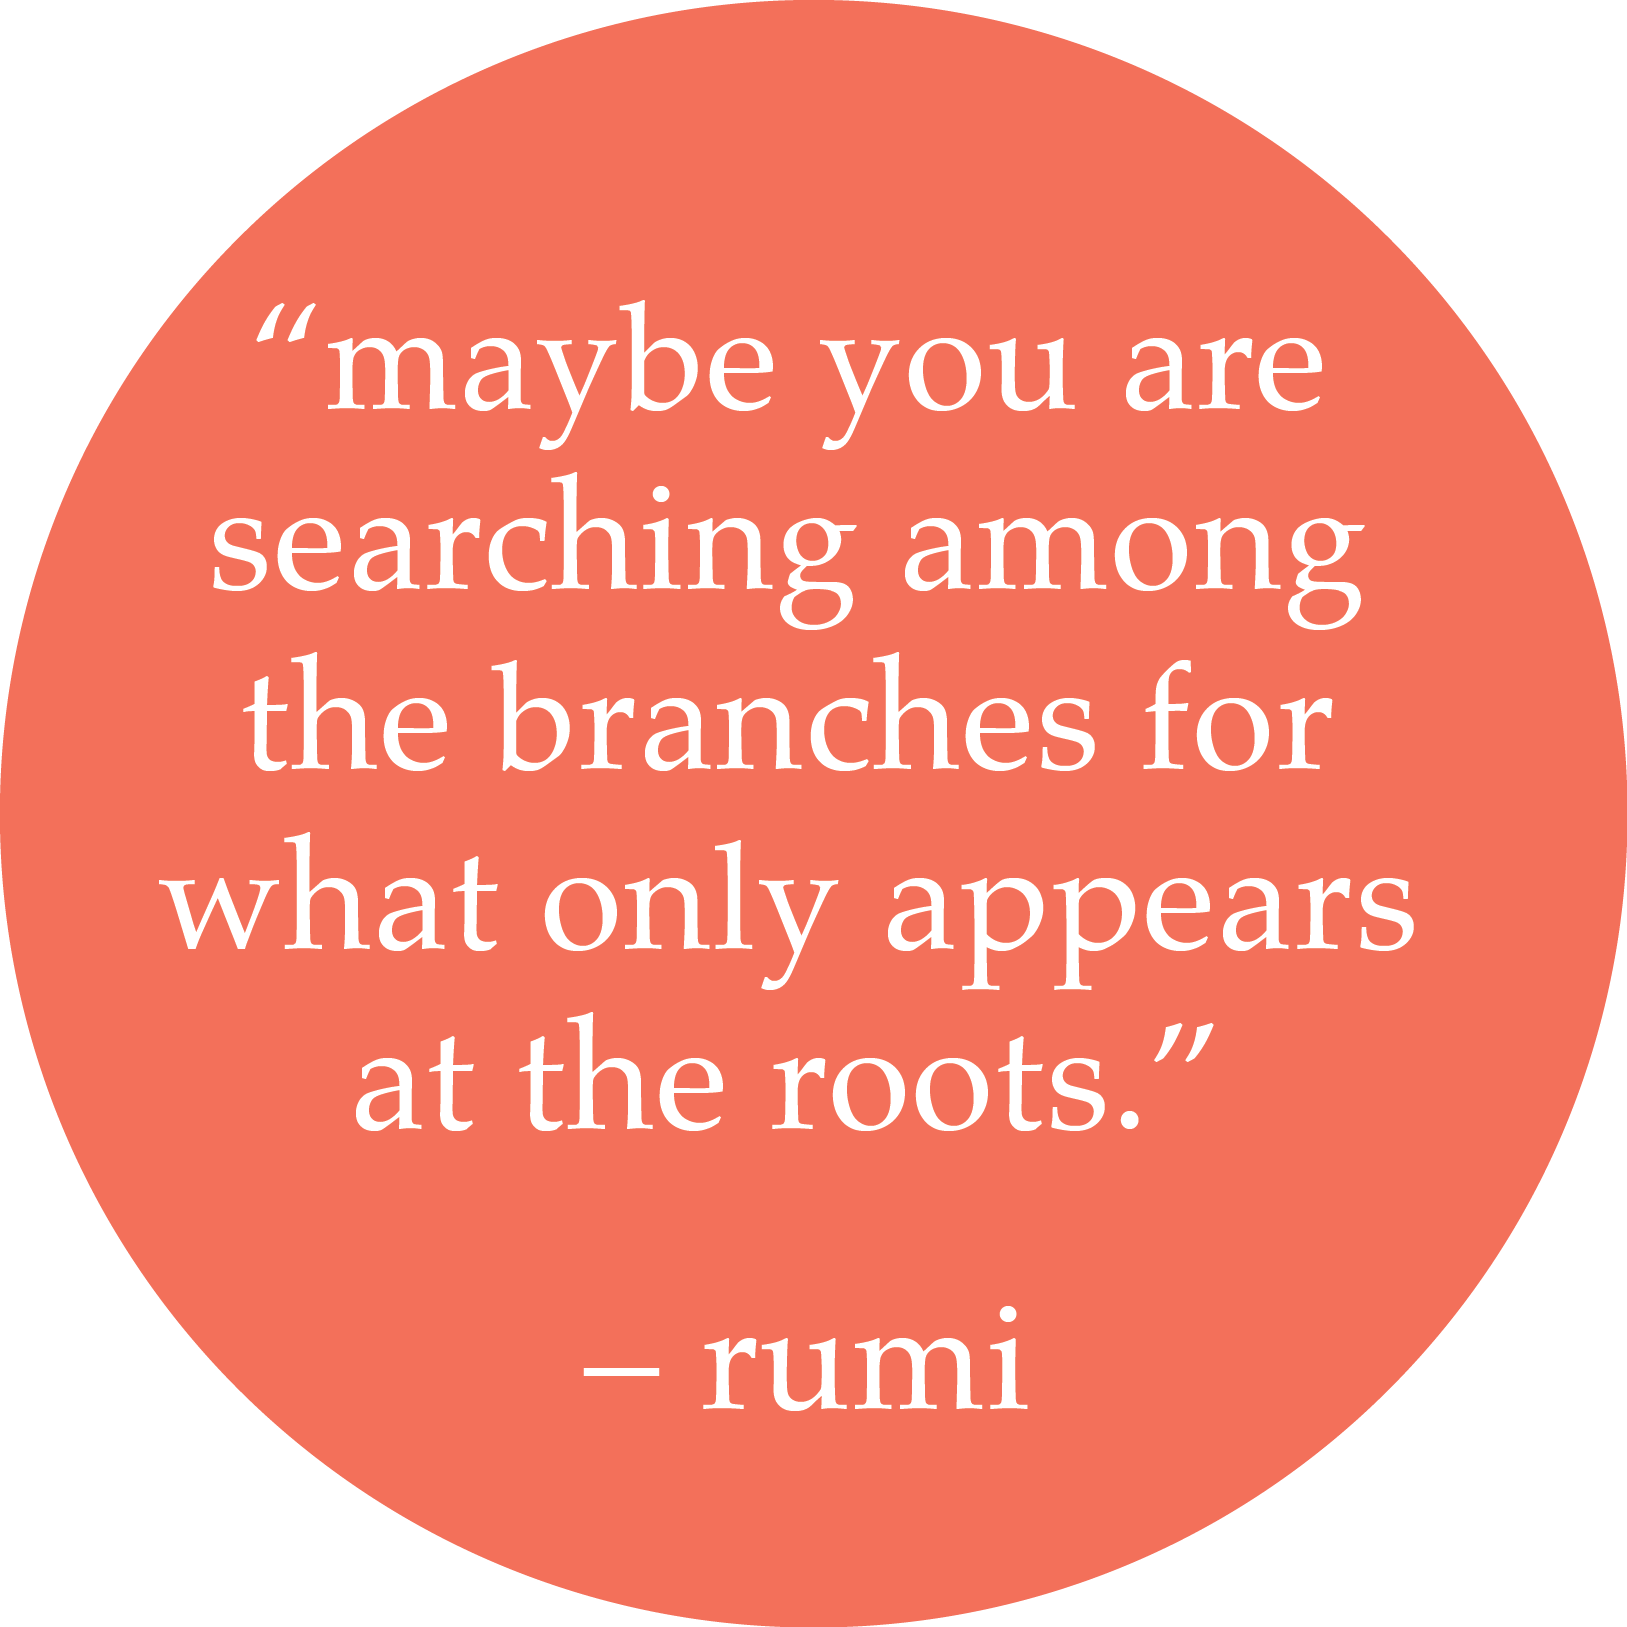 “maybe you are
searching among
the branches for
what only appears
at the roots.”
– rumi